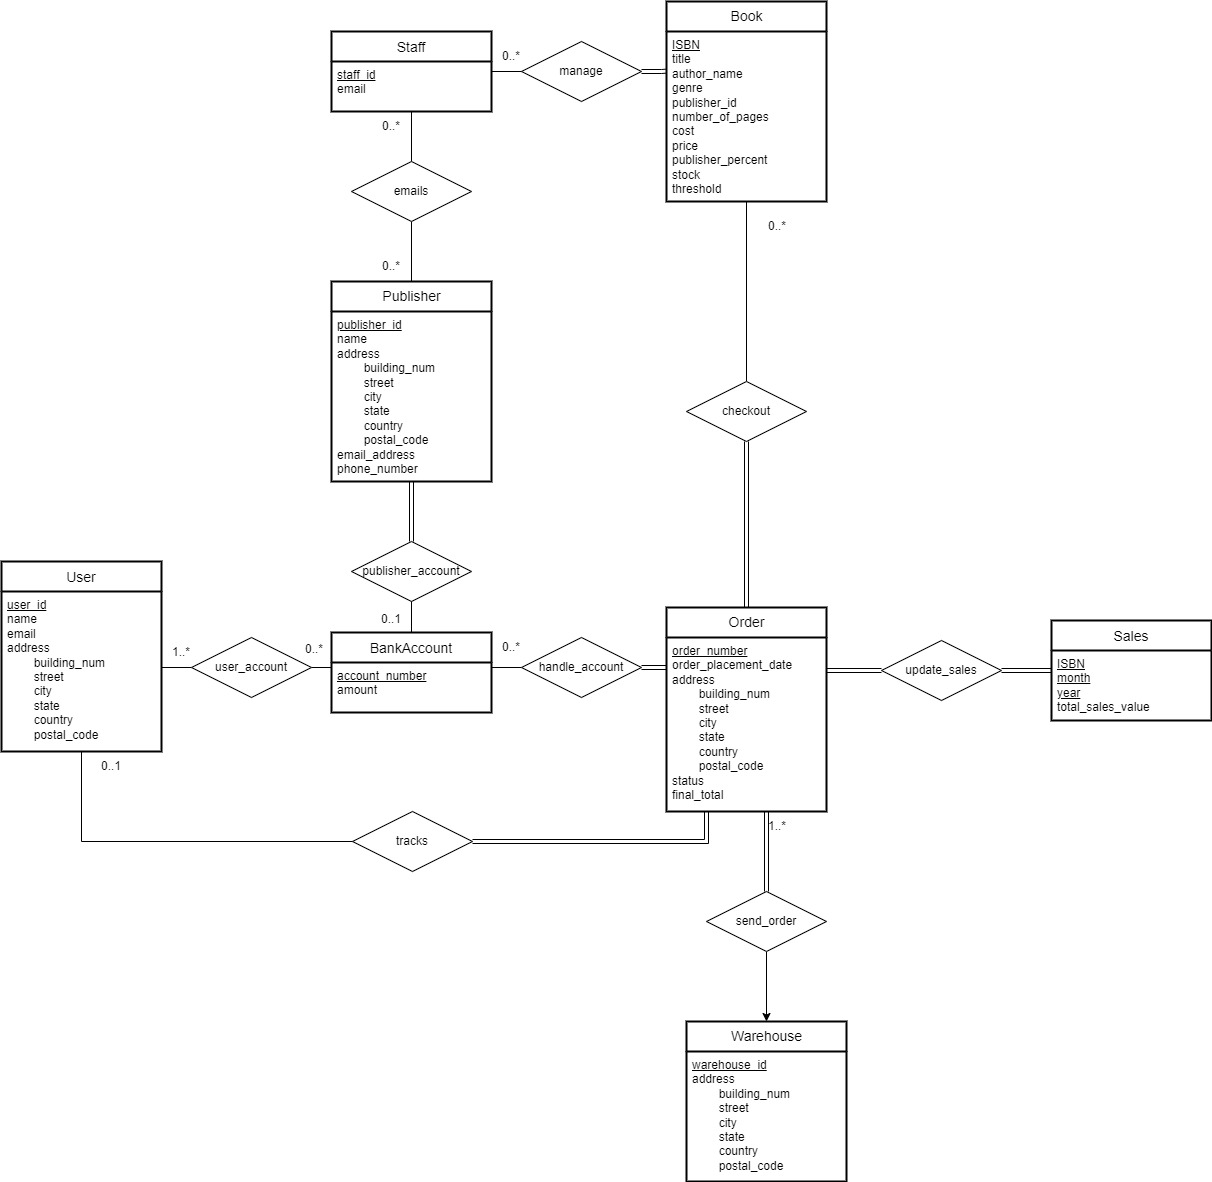 Book
ISBN
title
author_name
genre
publisher_id
number_of_pages
cost
price
publisher_percent
stock
threshold
Staff
staff_id
email
0..*
manage
0..*
emails
0..*
0..*
Publisher
publisher_id
name
address
building_num
street
city
state
country
postal_code
email_address
phone_number
checkout
publisher_account
0..1
User
user_id
name
email
address
building_num
street
city
state
country
postal_code
1..*
user_account
0..*
BankAccount
account_number
amount
0..*
handle_account
Order
order_number
order_placement_date
address
building_num
street
city
state
country
postal_code
status
final_total
update_sales
Sales
ISBN
month
year
total_sales_value
0..1
tracks
1..*
send_order
Warehouse
warehouse_id
address
building_num
street
city
state
country
postal_code